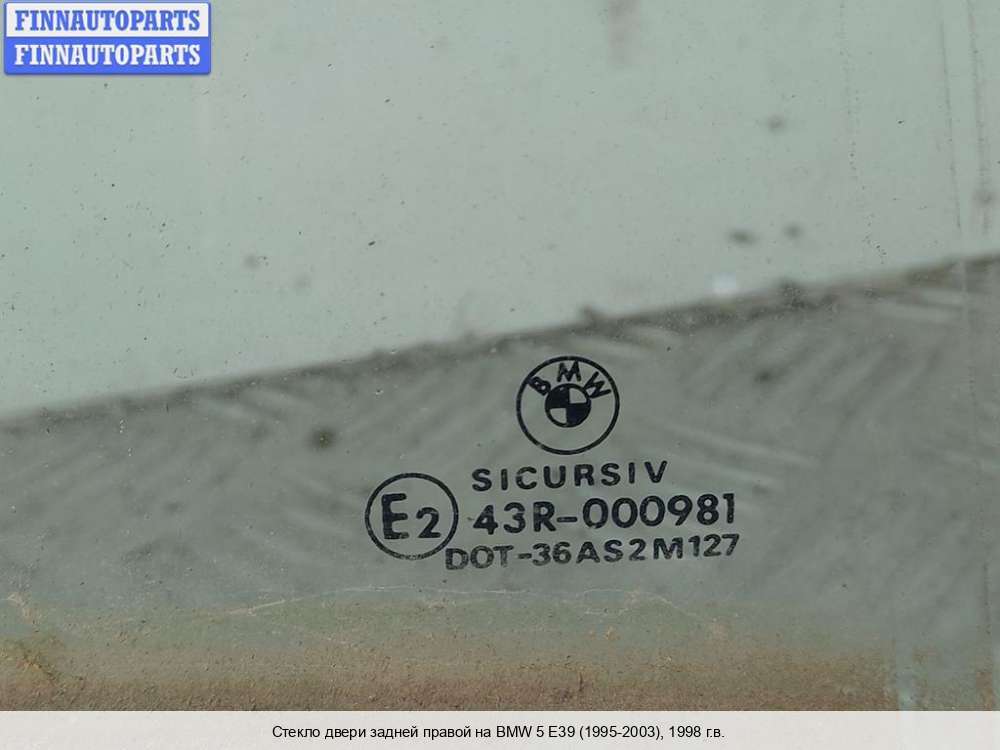 FINNAUTOPARTS
FINNAUTOPARTS
BMW
SICURSIV
E2 43R-000981
DOT-36AS2M127
Стекло двери задней правой на BMW 5 E39 (1995-2003), 1998 г.в.